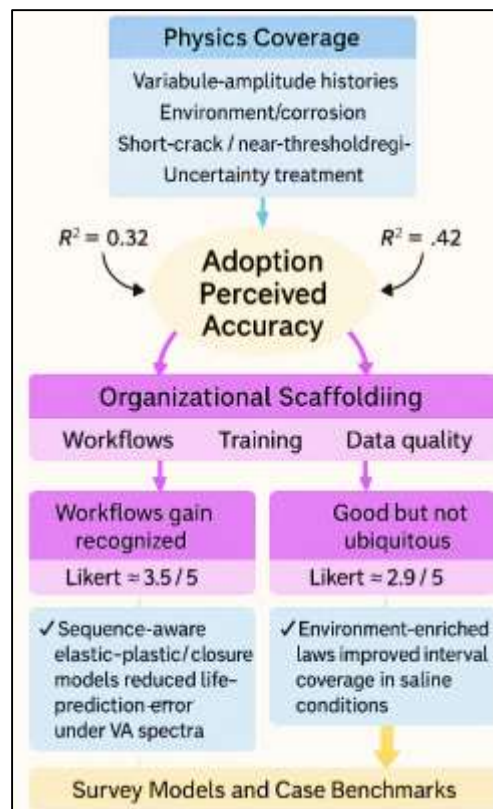 Physics Coverage
Variabule-amplitude histories
Environment/corrosion
Short-crack / near-thresholdregi-
Uncertainty treatment
R² = 0.32
R² = .42
Adoption
Perceived
Accuracy
Organizational Scaffoldiing
Workflows Training Data quality
Workflows gain
recognized
Likert ≈ 3.5 / 5
Good but not
ubiquitous
Likert ≈ 2.9 / 5
✓ Sequence-aware
elastic-plastic/closure
models reduced life-
prediction error
under VA spectra
✓ Environment-enriched
laws improved interval
coverage in saline
conditions
Survey Models and Case Benchmarks